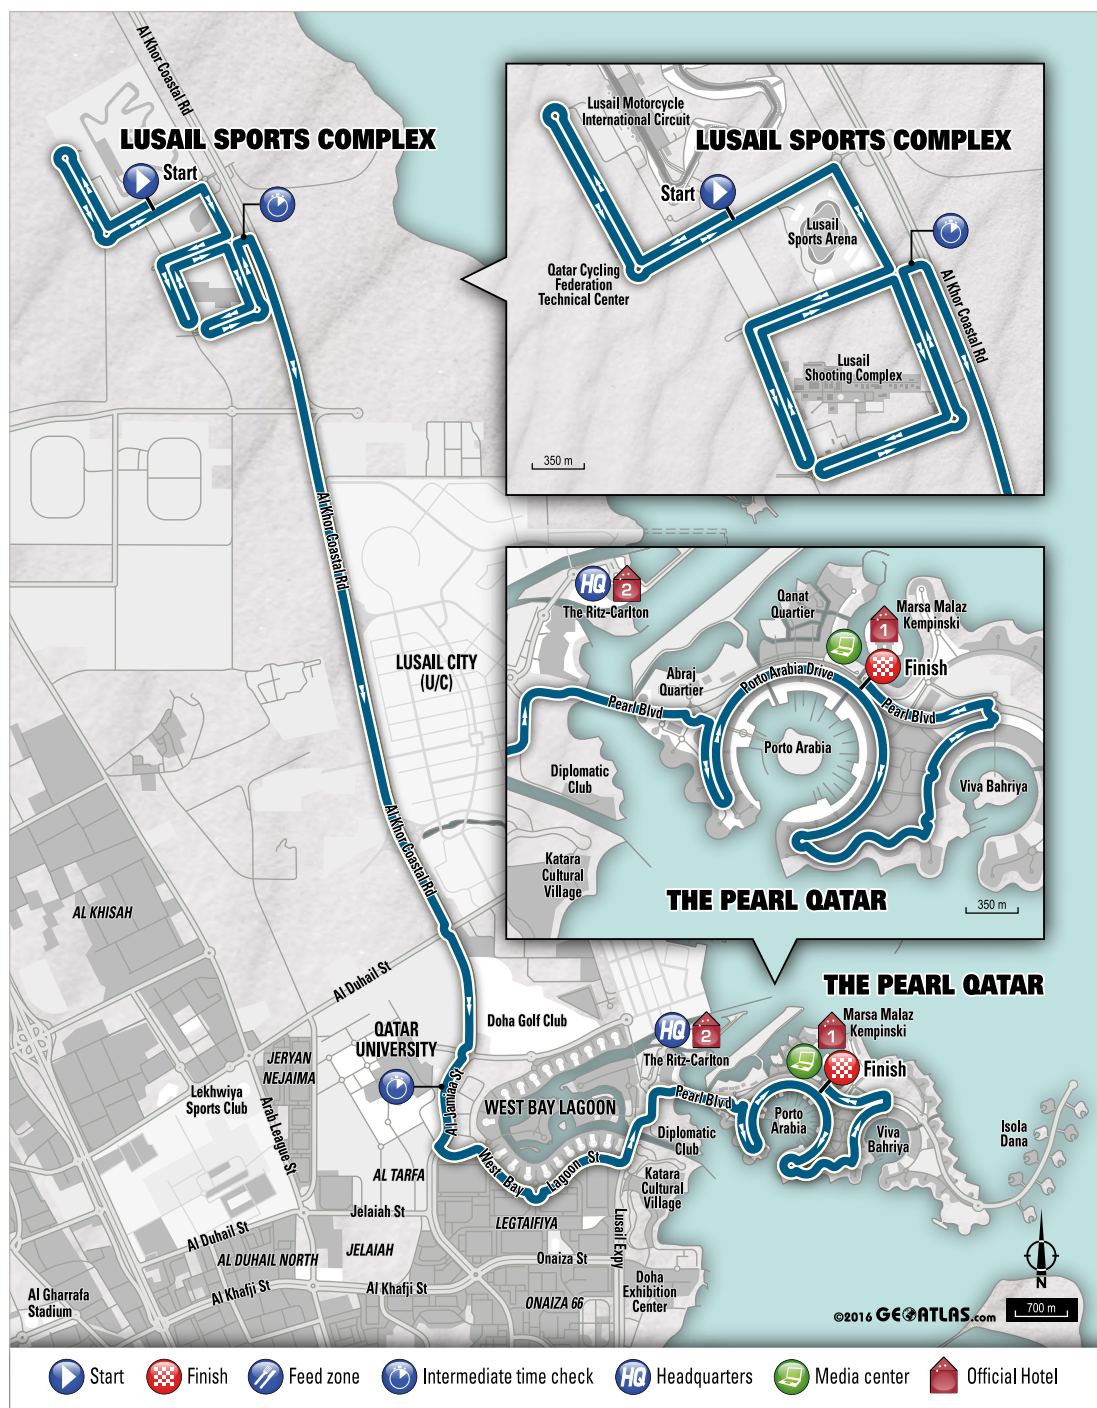 Al Khor Coastal Rd
LUSAIL SPORTS COMPLEX
Start
Lusail Motorcycle
International Circuit
LUSAIL SPORTS COMPLEX
Start
Lusail
Sports Arena
Qatar Cycling
Federation
Technical Center
Al Khor Coastal Rd
Lusail
Shooting Complex
350 m
Al Khor Coastal Rd
HQ
2
The Ritz-Carlton
Qanat
Quartier
Marsa Malaz
Kempinski
1
Finish
Abraj
Quartier
Porto Arabia Drive
Pearl Blvd
Pearl Blvd
Porto Arabia
Diplomatic
Club
Viva Bahriya
Katara
Cultural
Village
THE PEARL QATAR
350 m
LUSAIL CITY
(U/C)
Al Khor Coastal Rd
AL KHISAH
Al Duhail St
THE PEARL QATAR
Marsa Malaz
Kempinski
1
Finish
Doha Golf Club
HQ
2
The Ritz-Carlton
QATAR
UNIVERSITY
JERYAN
NEJAIMA
Lekhwiya
Sports Club
Arab League St
Al Jamiaa St
WEST BAY LAGOON
Pearl Blvd
Porto
Arabia
Viva
Bahriya
Isola
Dana
Diplomatic
Club
West Bay Lagoon St
AL TARFA
Katara
Cultural
Village
Jelaiah St
LEGTAIFIYA
Lusail Expy
Al Duhail St
AL DUHAIL NORTH
JELAIAH
Onaiza St
Al Khafji St
Al Khafji St
ONAIZA 66
Doha
Exhibition
Center
Al Gharrafa
Stadium
N
700 m
©2016 GEOATLAS.com
Start
Finish
Feed zone
Intermediate time check
HQ
Headquarters
Media center
Official Hotel